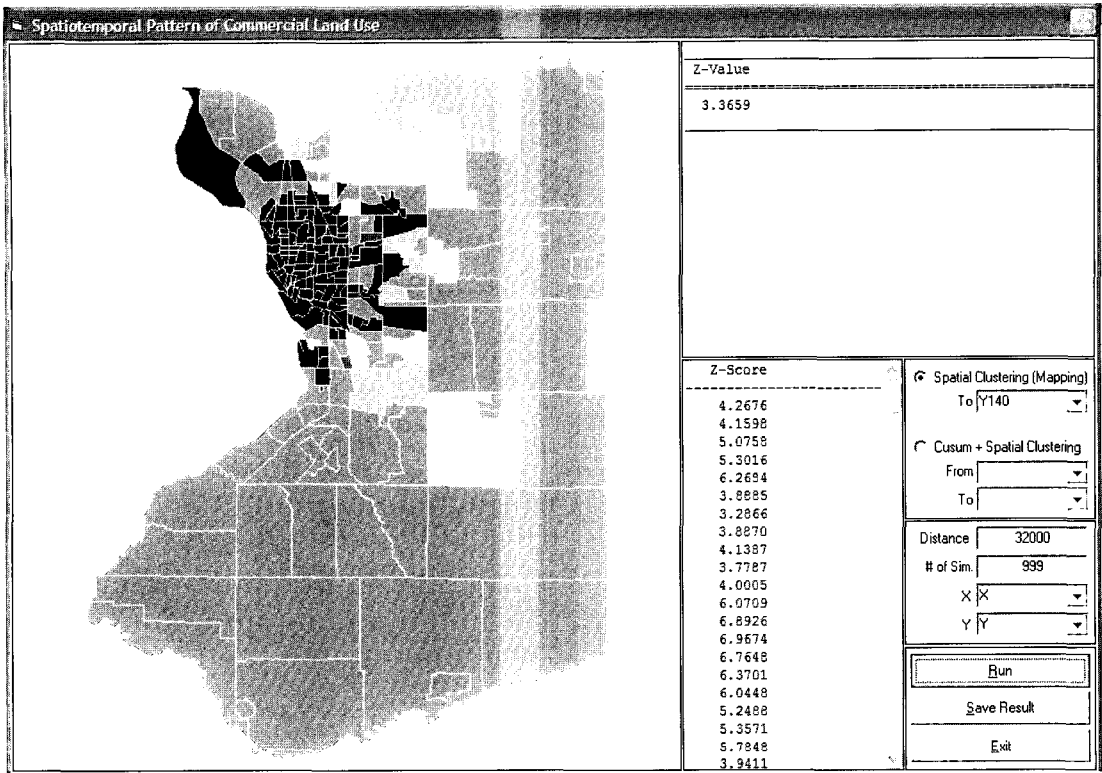 Spatiotemporal Pattern of Commercial Land Use
Z-Value
3.3659
Z-Score
4.2676
4.1598
5.0758
5.3016
6.2694
3.8885
3.2866
3.8870
4.1387
3.7787
4.0005
6.0709
6.8926
6.9674
6.7648
6.3701
6.0448
5.2488
5.3571
5.7848
3.9411
Spatial Clustering (Mapping)
To Y140
Cusum + Spatial Clustering
From
To
Distance 32000
# of Sim. 999
X X
Y Y
Run
Save Result
Exit